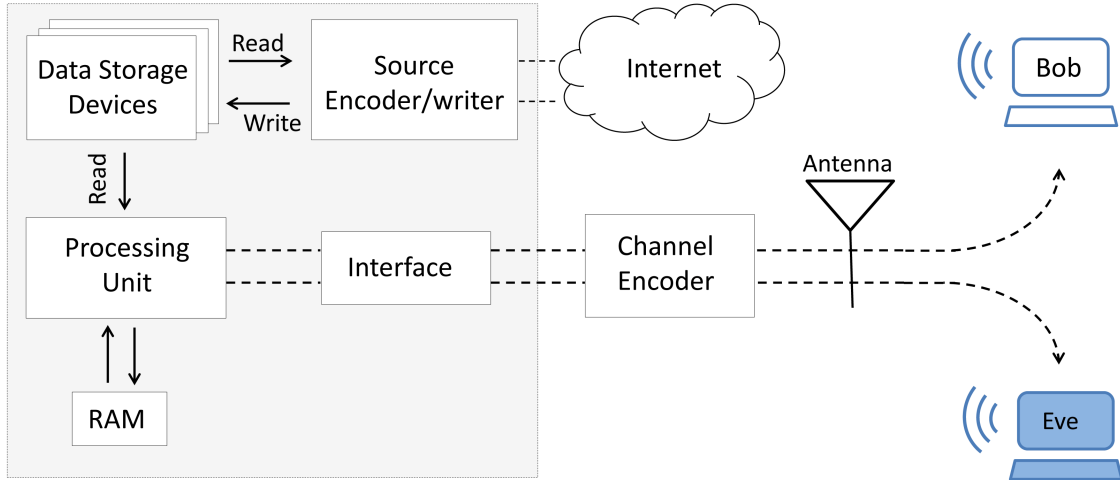 Data Storage
Devices
Read
Write
Source
Encoder/writer
Internet
Bob
Read
Antenna
Processing
Unit
Interface
Channel
Encoder
RAM
Eve